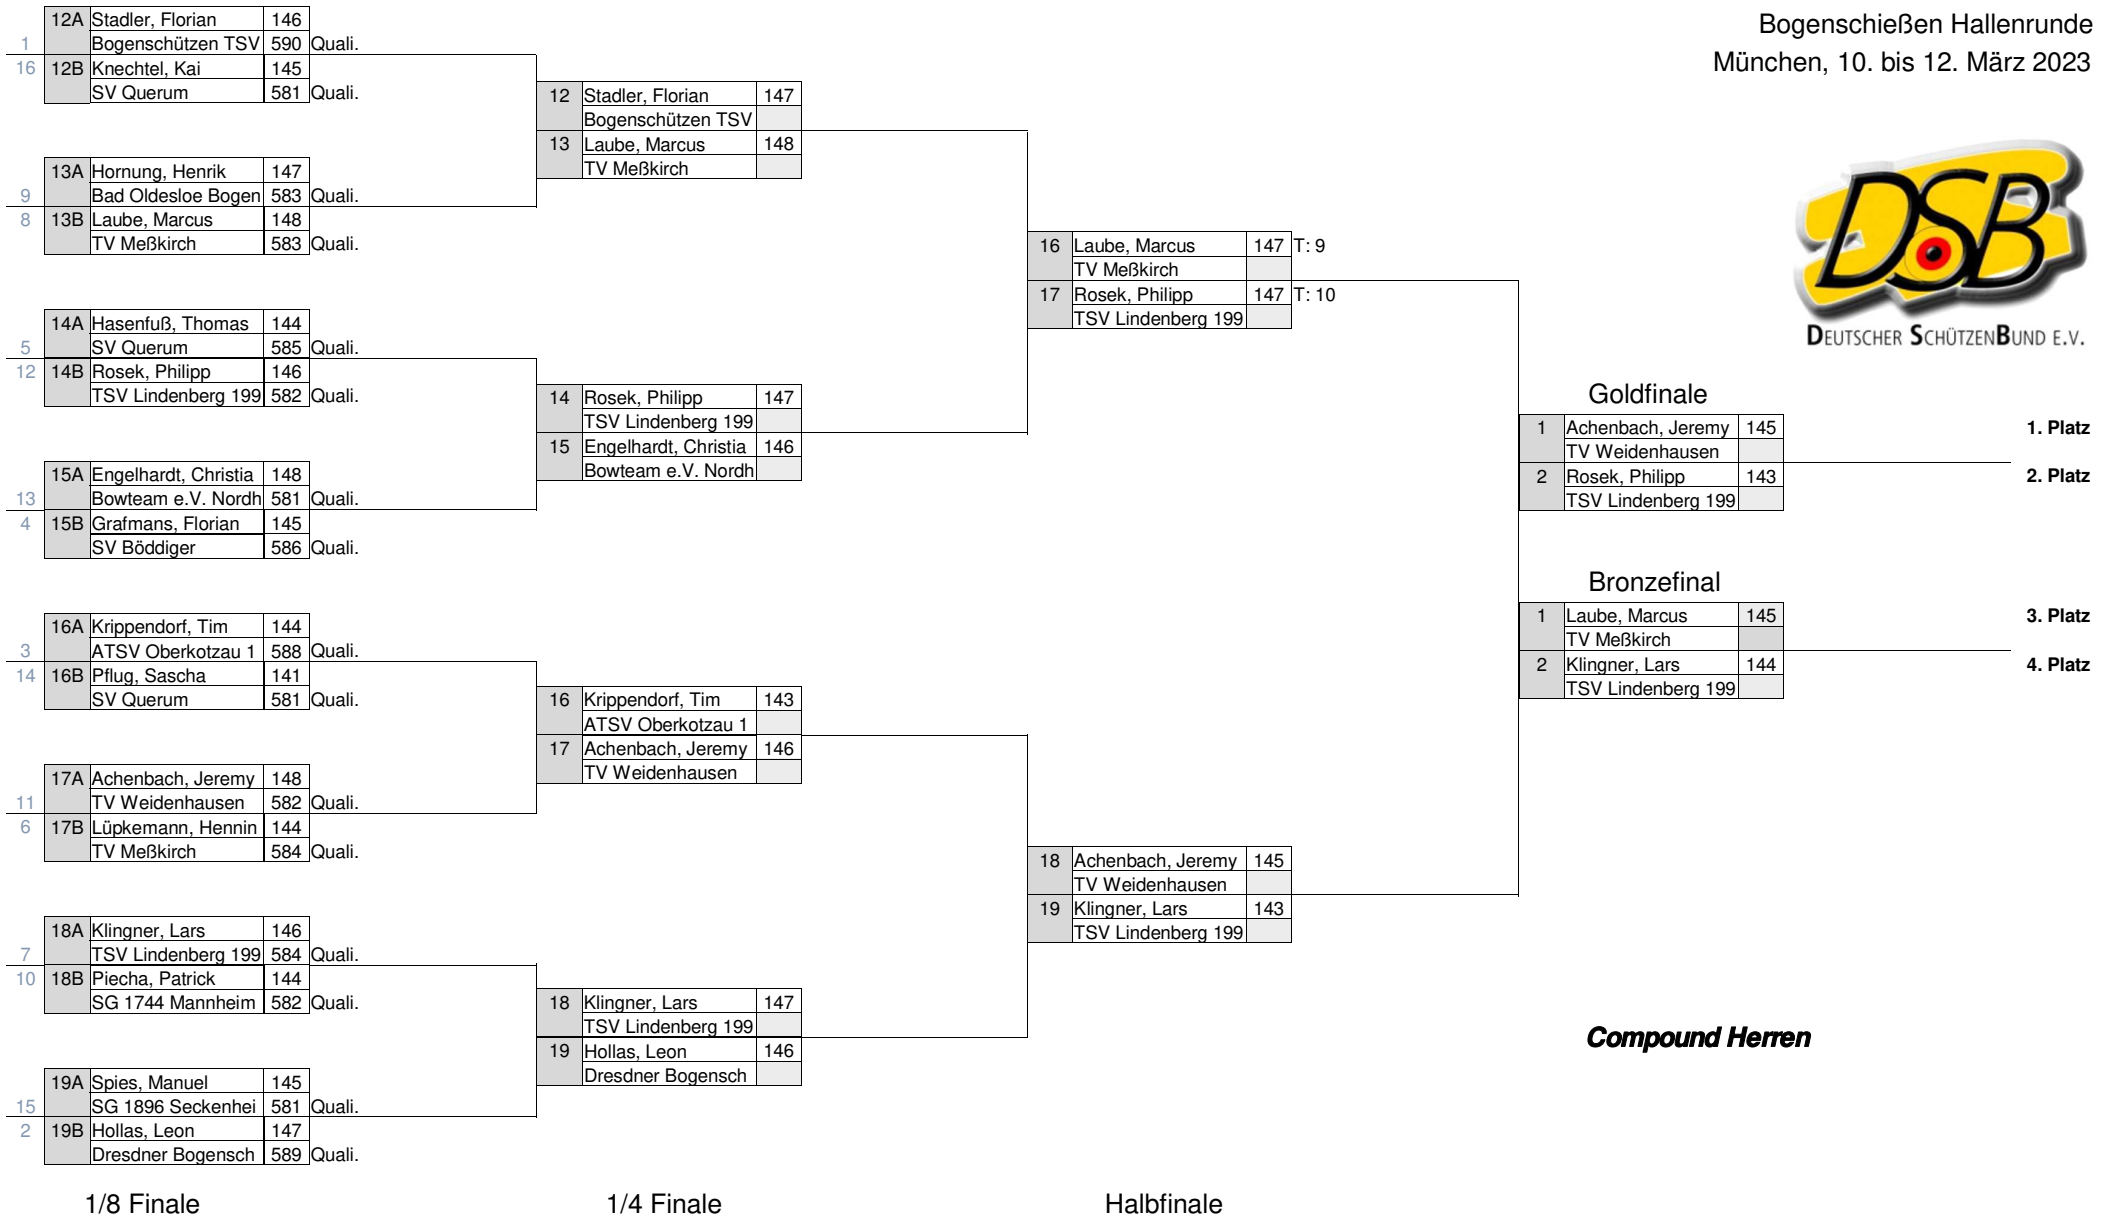 Bogenschießen Hallenrunde
München, 10. bis 12. März 2023
12A Stadler, Florian 146
1 Bogenschützen TSV 590 Quali.
16 12B Knechtel, Kai 145
SV Querum 581 Quali.
13A Hornung, Henrik 147
9 Bad Oldesloe Bogen 583 Quali.
8 13B Laube, Marcus 148
TV Meßkirch 583 Quali.
14A Hasenfuß, Thomas 144
5 SV Querum 585 Quali.
12 14B Rosek, Philipp 146
TSV Lindenberg 199 582 Quali.
15A Engelhardt, Christia 148
13 Bowteam e.V. Nordh 581 Quali.
4 15B Grafmans, Florian 145
SV Böddiger 586 Quali.
16A Krippendorf, Tim 144
3 ATSV Oberkotzau 1 588 Quali.
14 16B Pflug, Sascha 141
SV Querum 581 Quali.
17A Achenbach, Jeremy 148
11 TV Weidenhausen 582 Quali.
6 17B Lüpkemann, Hennin 144
TV Meßkirch 584 Quali.
18A Klingner, Lars 146
7 TSV Lindenberg 199 584 Quali.
10 18B Piecha, Patrick 144
SG 1744 Mannheim 582 Quali.
19A Spies, Manuel 145
15 SG 1896 Seckenhei 581 Quali.
2 19B Hollas, Leon 147
Dresdner Bogensch 589 Quali.
1/8 Finale
12 Stadler, Florian 147
Bogenschützen TSV
13 Laube, Marcus 148
TV Meßkirch
14 Rosek, Philipp 147
TSV Lindenberg 199
15 Engelhardt, Christia 146
Bowteam e.V. Nordh
16 Krippendorf, Tim 143
ATSV Oberkotzau 1
17 Achenbach, Jeremy 146
TV Weidenhausen
18 Klingner, Lars 147
TSV Lindenberg 199
19 Hollas, Leon 146
Dresdner Bogensch
1/4 Finale
16 Laube, Marcus 147 T: 9
TV Meßkirch
17 Rosek, Philipp 147 T: 10
TSV Lindenberg 199
18 Achenbach, Jeremy 145
TV Weidenhausen
19 Klingner, Lars 143
TSV Lindenberg 199
Halbfinale
DSB
DEUTSCHER SCHÜTZENBUND E.V.
Goldfinale
1 Achenbach, Jeremy 145 1. Platz
TV Weidenhausen
2 Rosek, Philipp 143 2. Platz
TSV Lindenberg 199
Bronzefinal
1 Laube, Marcus 145 3. Platz
TV Meßkirch
2 Klingner, Lars 144 4. Platz
TSV Lindenberg 199
Compound Herren